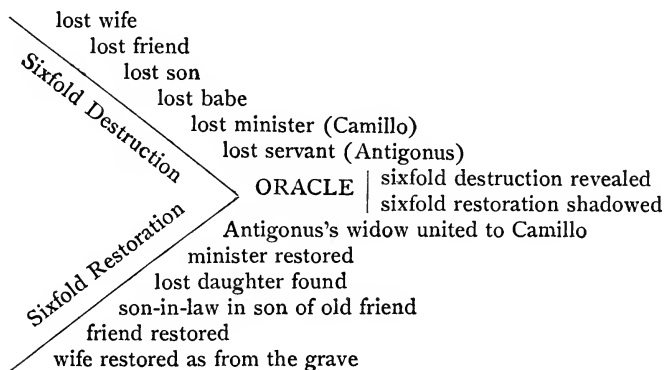 lost wife
lost friend
lost son
lost babe
lost minister (Camillo)
lost servant (Antigonus)
Sixfold Destruction
ORACLE | sixfold destruction revealed
sixfold restoration shadowed
Sixfold Restoration
Antigonus's widow united to Camillo
minister restored
lost daughter found
son-in-law in son of old friend
friend restored
wife restored as from the grave